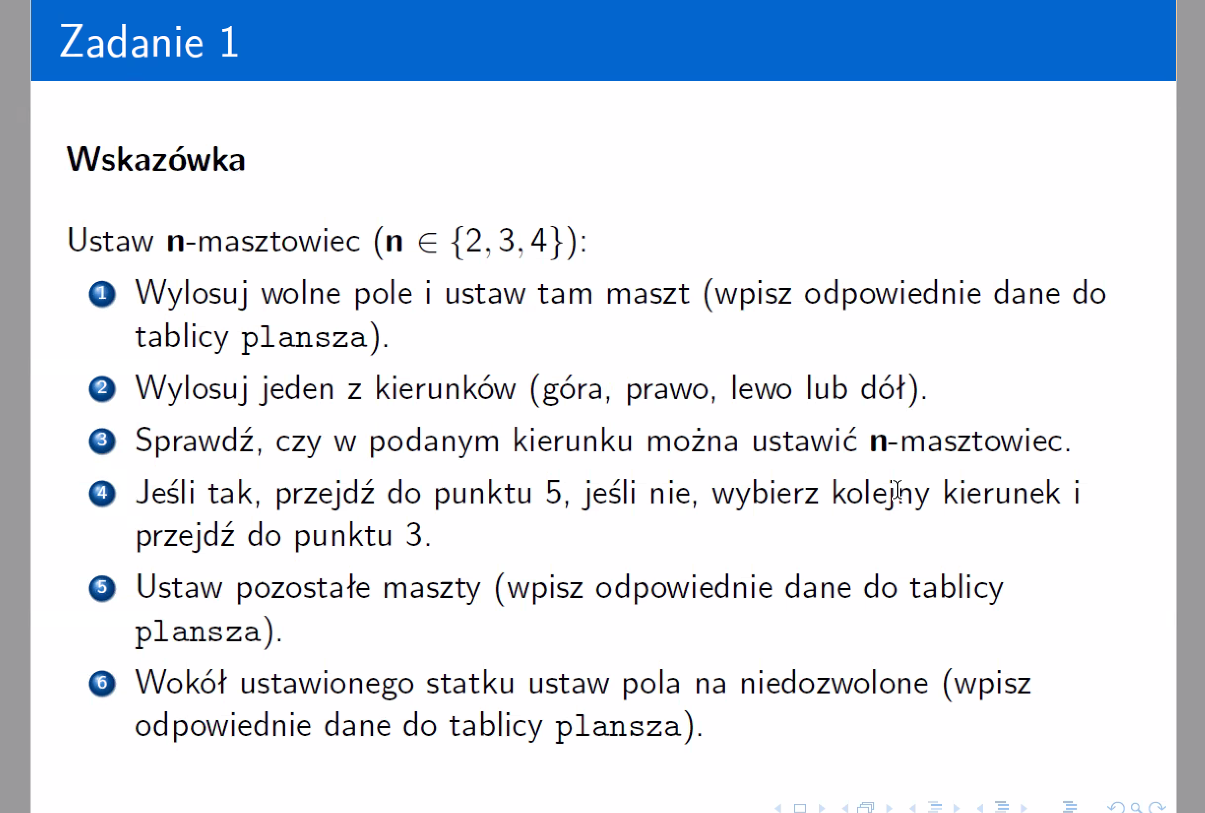 Zadanie 1
Wskazówka
Ustaw n-masztowiec (n ∈ {2, 3, 4}):
1 Wylosuj wolne pole i ustaw tam maszt (wpisz odpowiednie dane do
tablicy plansza).
2 Wylosuj jeden z kierunków (góra, prawo, lewo lub dół).
3 Sprawdź, czy w podanym kierunku można ustawić n-masztowiec.
4 Jeśli tak, przejdź do punktu 5, jeśli nie, wybierz kolejny kierunek i
przejdź do punktu 3.
5 Ustaw pozostałe maszty (wpisz odpowiednie dane do tablicy
plansza).
6 Wokół ustawionego statku ustaw pola na niedozwolone (wpisz
odpowiednie dane do tablicy plansza).